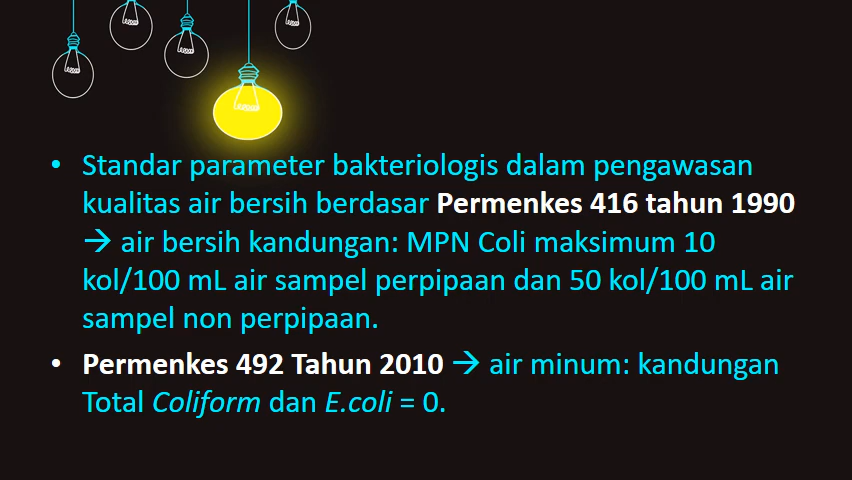 • Standar parameter bakteriologis dalam pengawasan
kualitas air bersih berdasar Permenkes 416 tahun 1990
→ air bersih kandungan: MPN Coli maksimum 10
kol/100 mL air sampel perpipaan dan 50 kol/100 mL air
sampel non perpipaan.
• Permenkes 492 Tahun 2010 → air minum: kandungan
Total Coliform dan E.coli = 0.